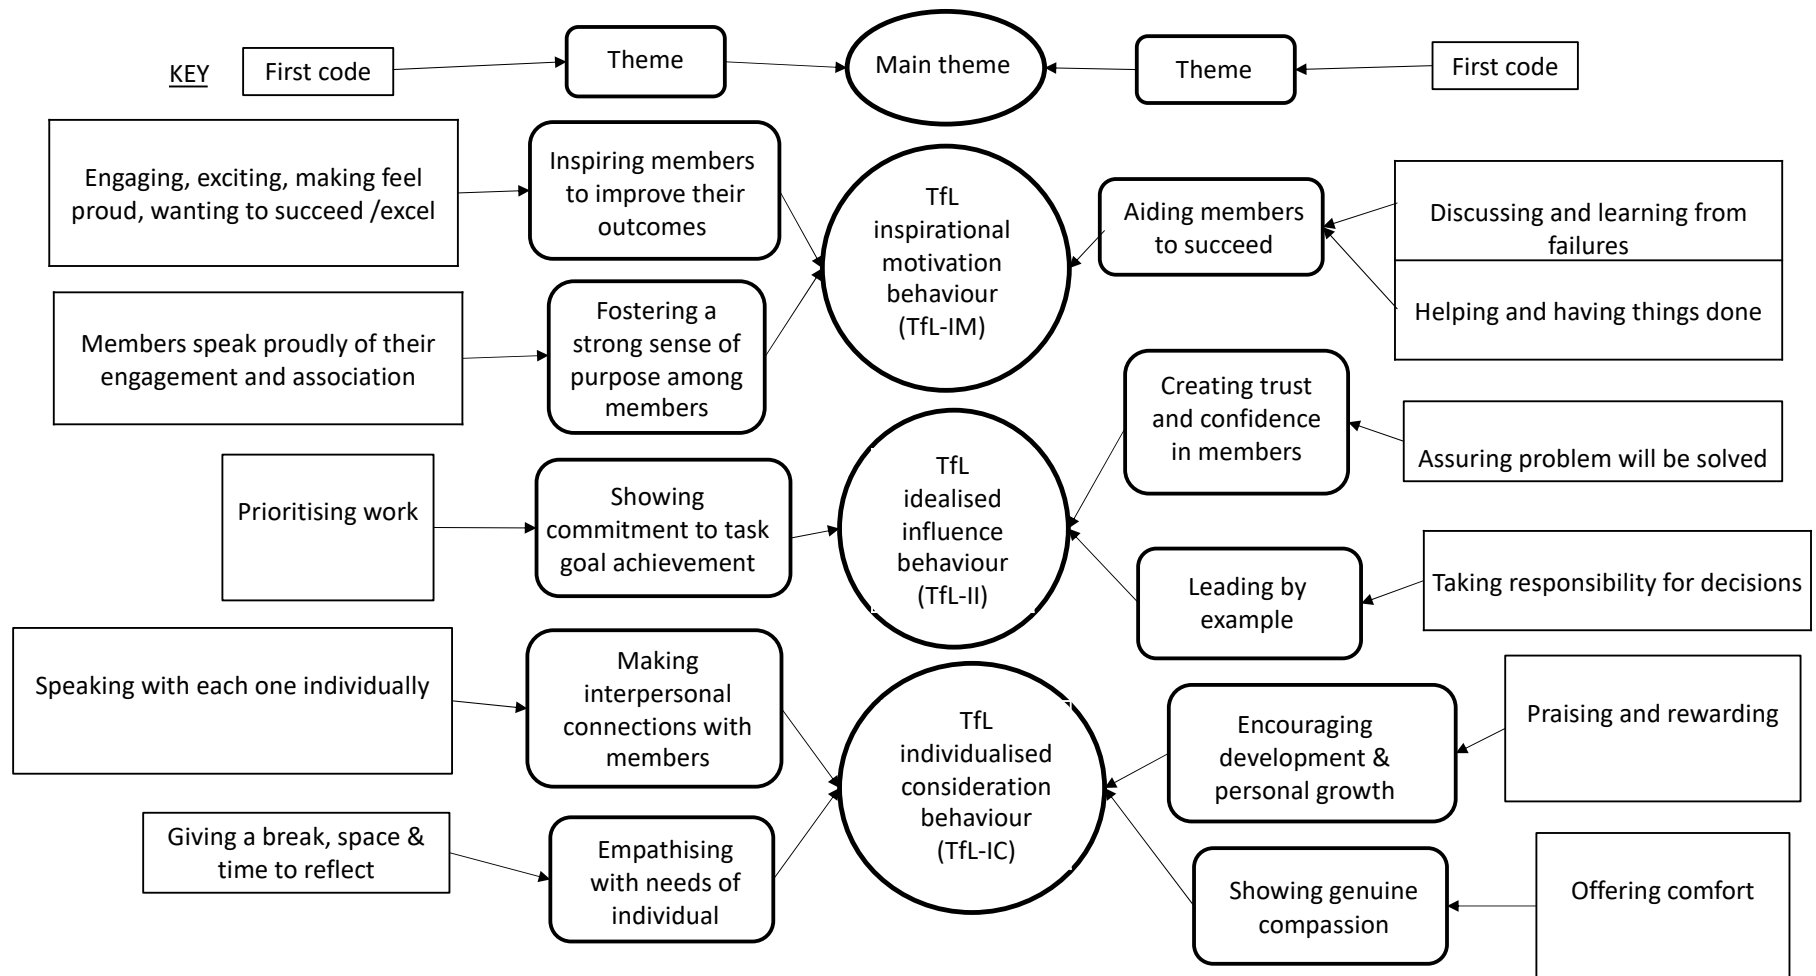 KEY
First code
Theme
Main theme
Theme
First code
Engaging, exciting, making feel
proud, wanting to succeed /excel
Inspiring members
to improve their
outcomes
TfL
inspirational
motivation
behaviour
(TfL-IM)
Aiding members
to succeed
Discussing and learning from
failures
Helping and having things done
Members speak proudly of their
engagement and association
Fostering a
strong sense of
purpose among
members
Creating trust
and confidence
in members
Assuring problem will be solved
Prioritising work
Showing
commitment to task
goal achievement
TfL
idealised
influence
behaviour
(TfL-II)
Leading by
example
Taking responsibility for decisions
Speaking with each one individually
Making
interpersonal
connections with
members
TfL
individualised
consideration
behaviour
(TfL-IC)
Encouraging
development &
personal growth
Praising and rewarding
Giving a break, space &
time to reflect
Empathising
with needs of
individual
Showing genuine
compassion
Offering comfort